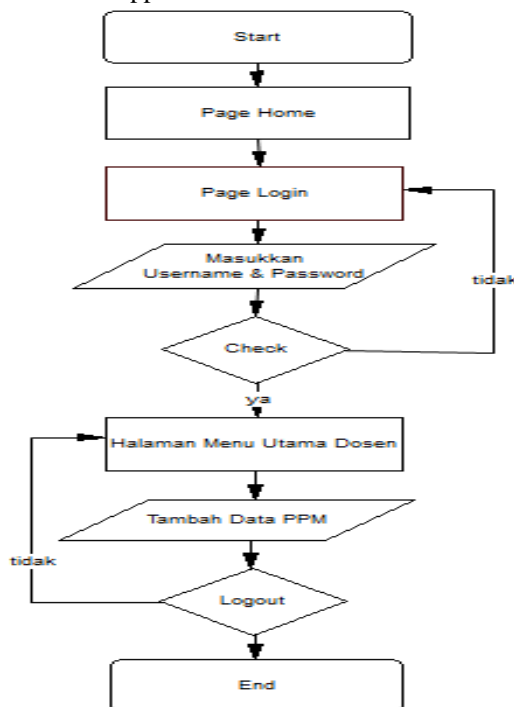 Start
Page Home
Page Login
Masukkan
Username & Password
tidak
Check
ya
Halaman Menu Utama Dosen
Tambah Data PPM
tidak
Logout
End